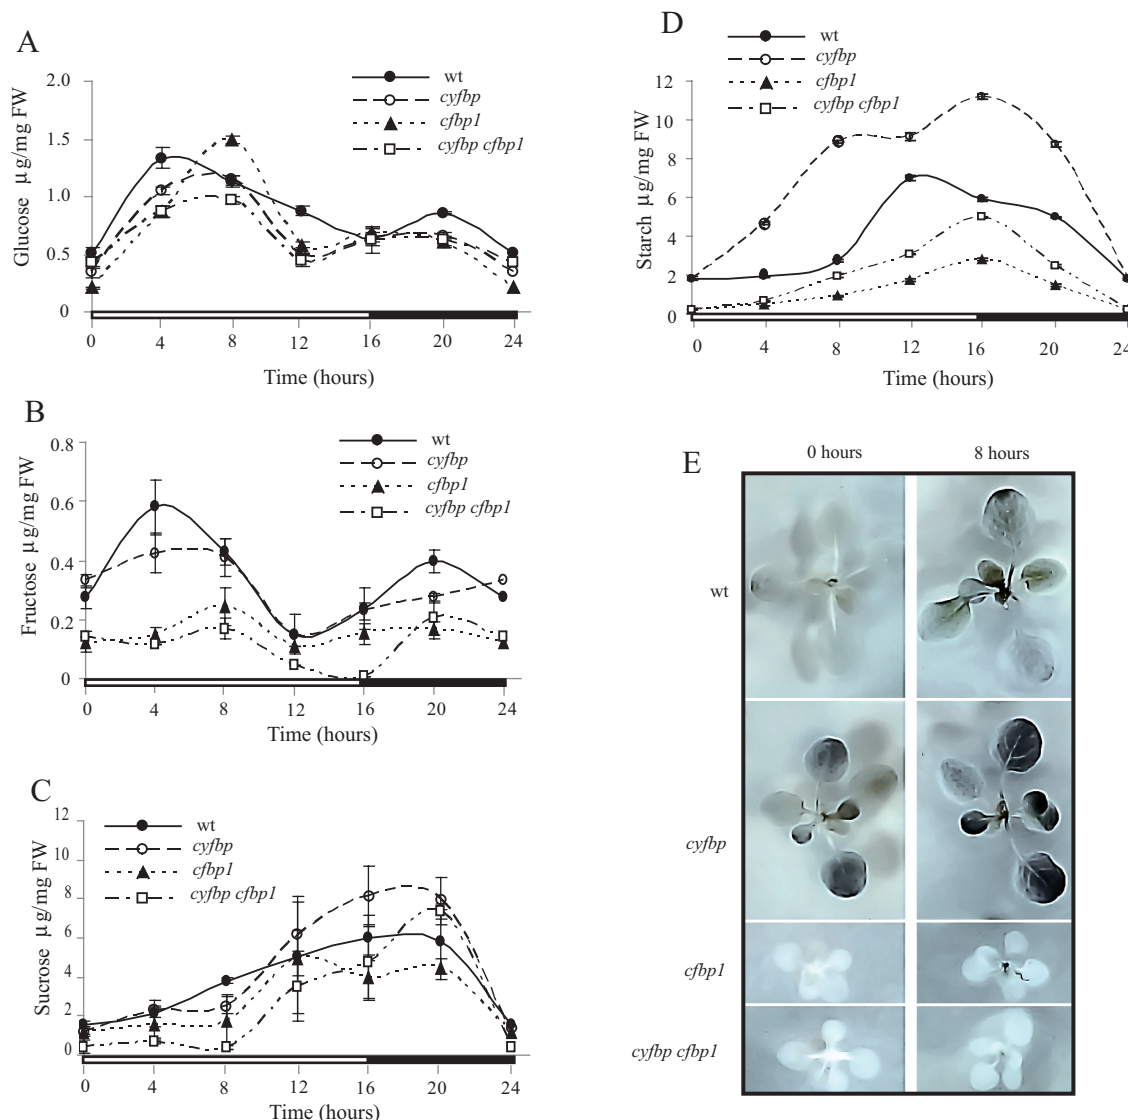 A
wt
cyfbp
cfbp1
cyfbp cfbp1
Glucose µg/mg FW
2.0
1.5
1.0
0.5
0
0 4 8 12 16 20 24
Time (hours)
B
wt
cyfbp
cfbp1
cyfbp cfbp1
Fructose µg/mg FW
0.8
0.6
0.4
0.2
0
0 4 8 12 16 20 24
Time (hours)
C
wt
cyfbp
cfbp1
cyfbp cfbp1
Sucrose µg/mg FW
12
10
8
6
4
2
0
0 4 8 12 16 20 24
Time (hours)
D
wt
cyfbp
cfbp1
cyfbp cfbp1
Starch µg/mg FW
12
10
8
6
4
2
0
0 4 8 12 16 20 24
Time (hours)
E
0 hours 8 hours
wt
cyfbp
cfbp1
cyfbp cfbp1